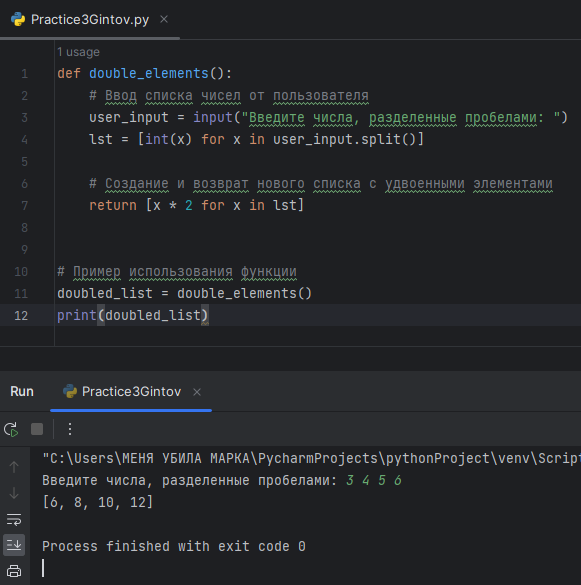 Practice3Gintov.py
1 usage
1 def double_elements():
2 # Ввод списка чисел от пользователя
3 user_input = input("Введите числа, разделенные пробелами: ")
4 lst = [int(x) for x in user_input.split()]
5
6 # Создание и возврат нового списка с удвоенными элементами
7 return [x * 2 for x in lst]
8
9
10 # Пример использования функции
11 doubled_list = double_elements()
12 print(doubled_list)
Run Practice3Gintov
"C:\Users\МЕНЯ УБИЛА МАРКА\PycharmProjects\pythonProject\venv\Script
Введите числа, разделенные пробелами: 3 4 5 6
[6, 8, 10, 12]
Process finished with exit code 0